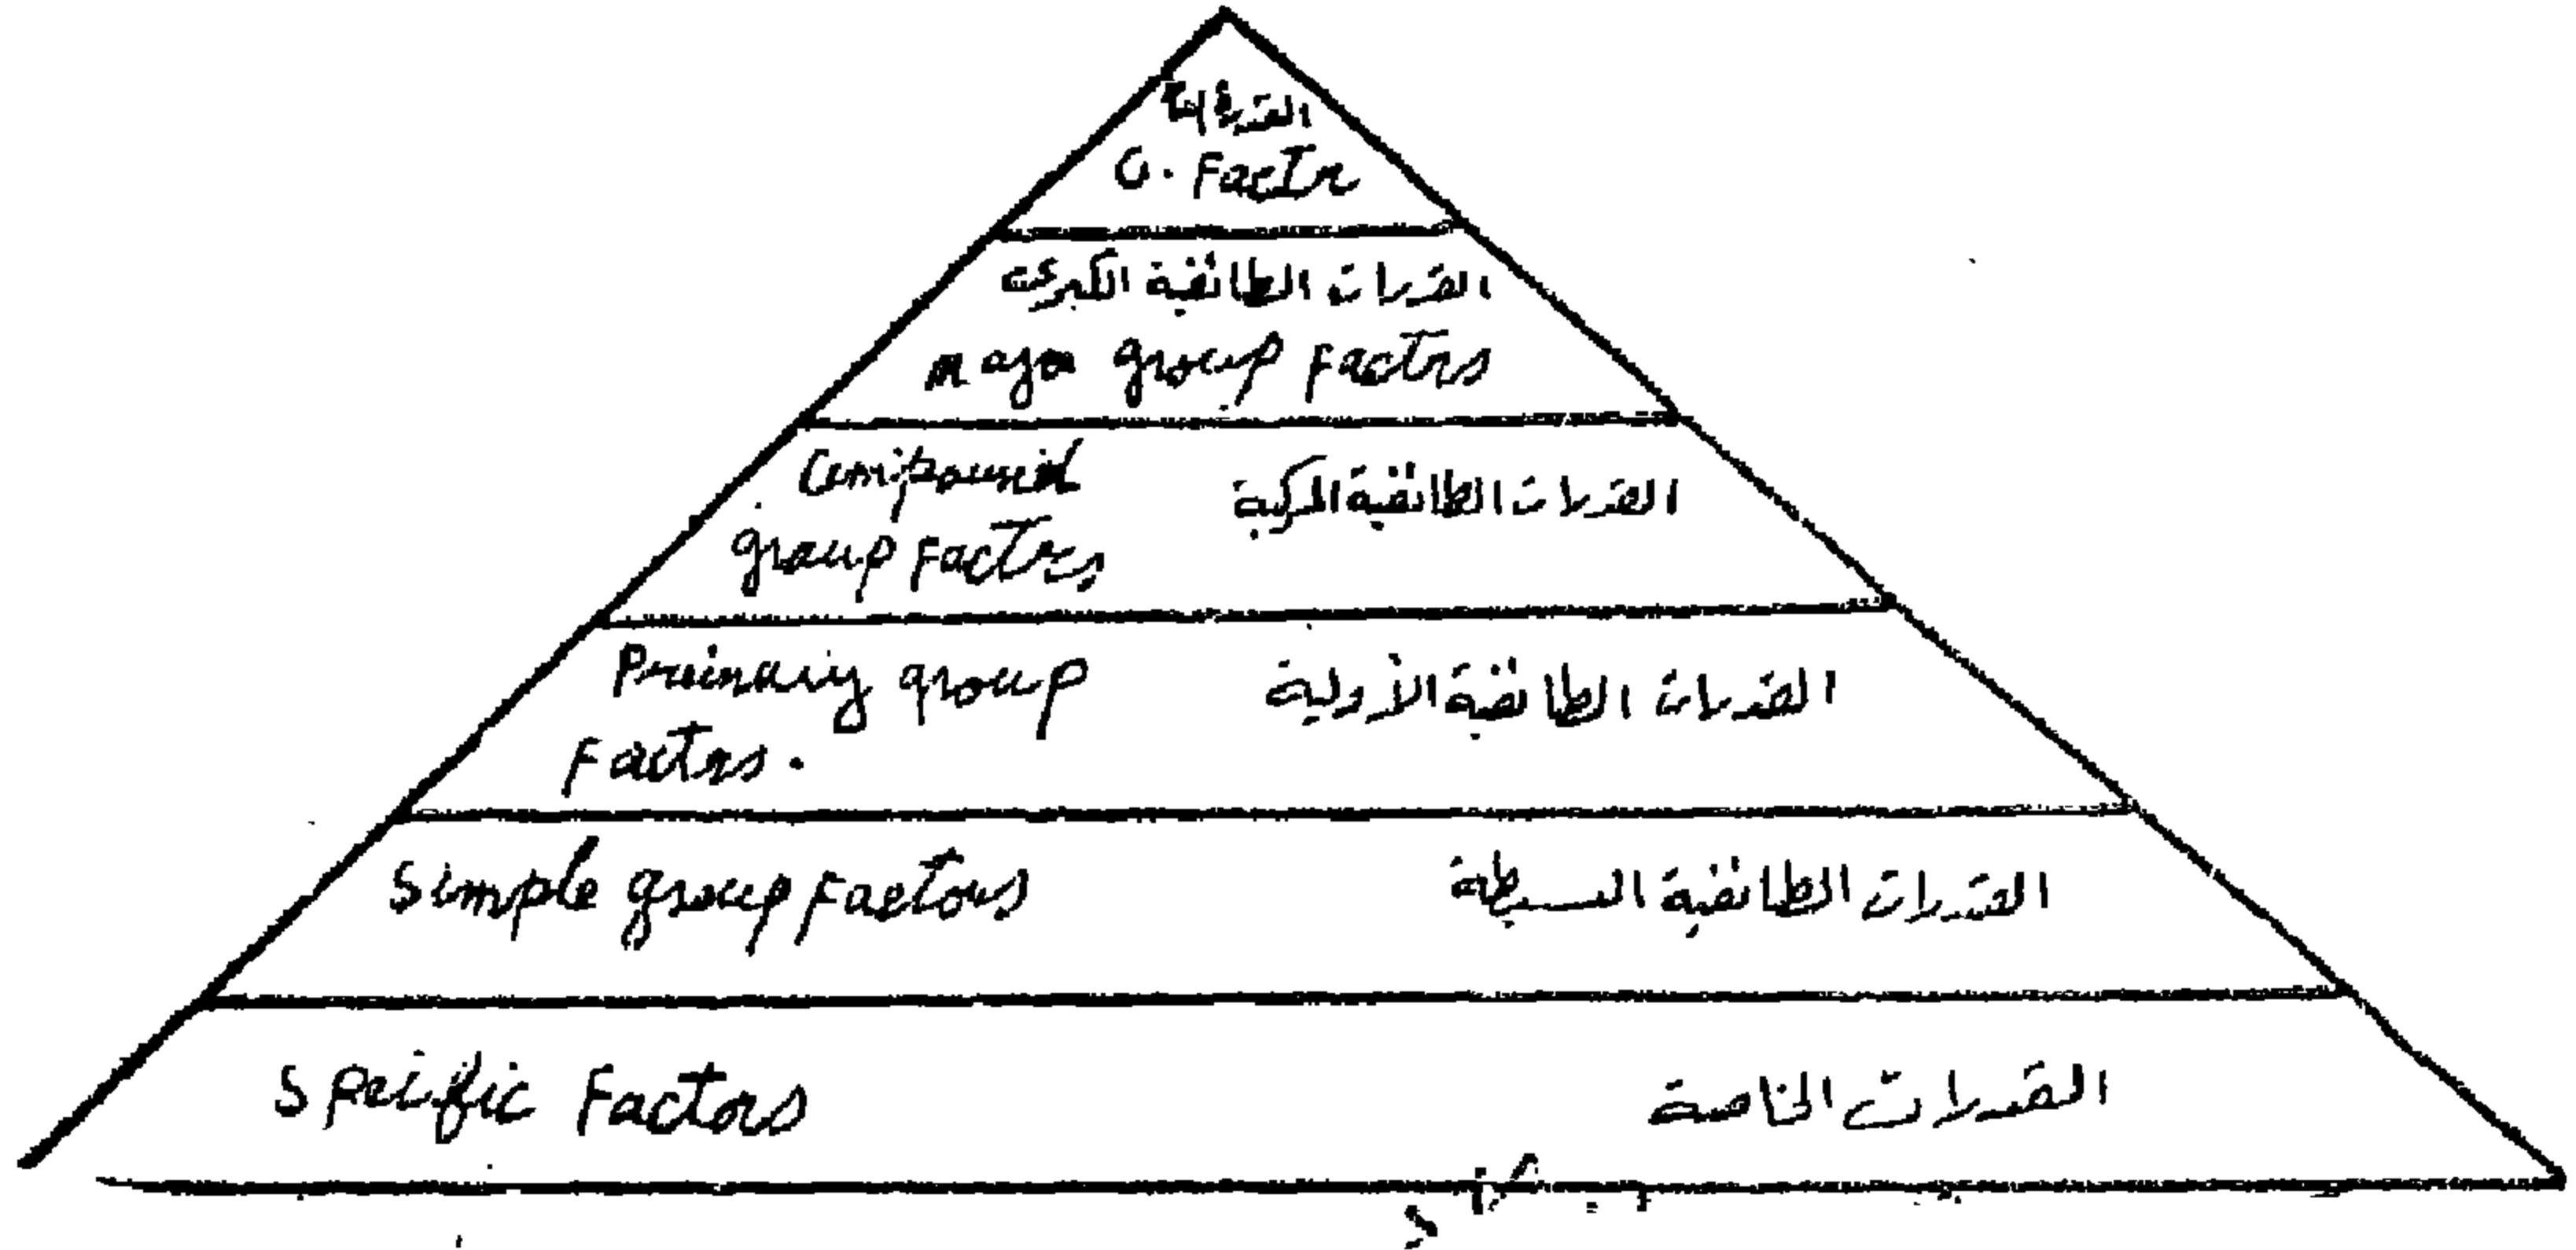 القدرة العامة
G. Factor
القدرات الطائفية الكبرى
major group Factors
Compound
القدرات الطائفية المركبة
group Factors
Primary group
القدرات الطائفية الأولية
Factors.
Simple group Factors
القدرات الطائفية البسيطة
Specific Factors
القدرات الخاصة